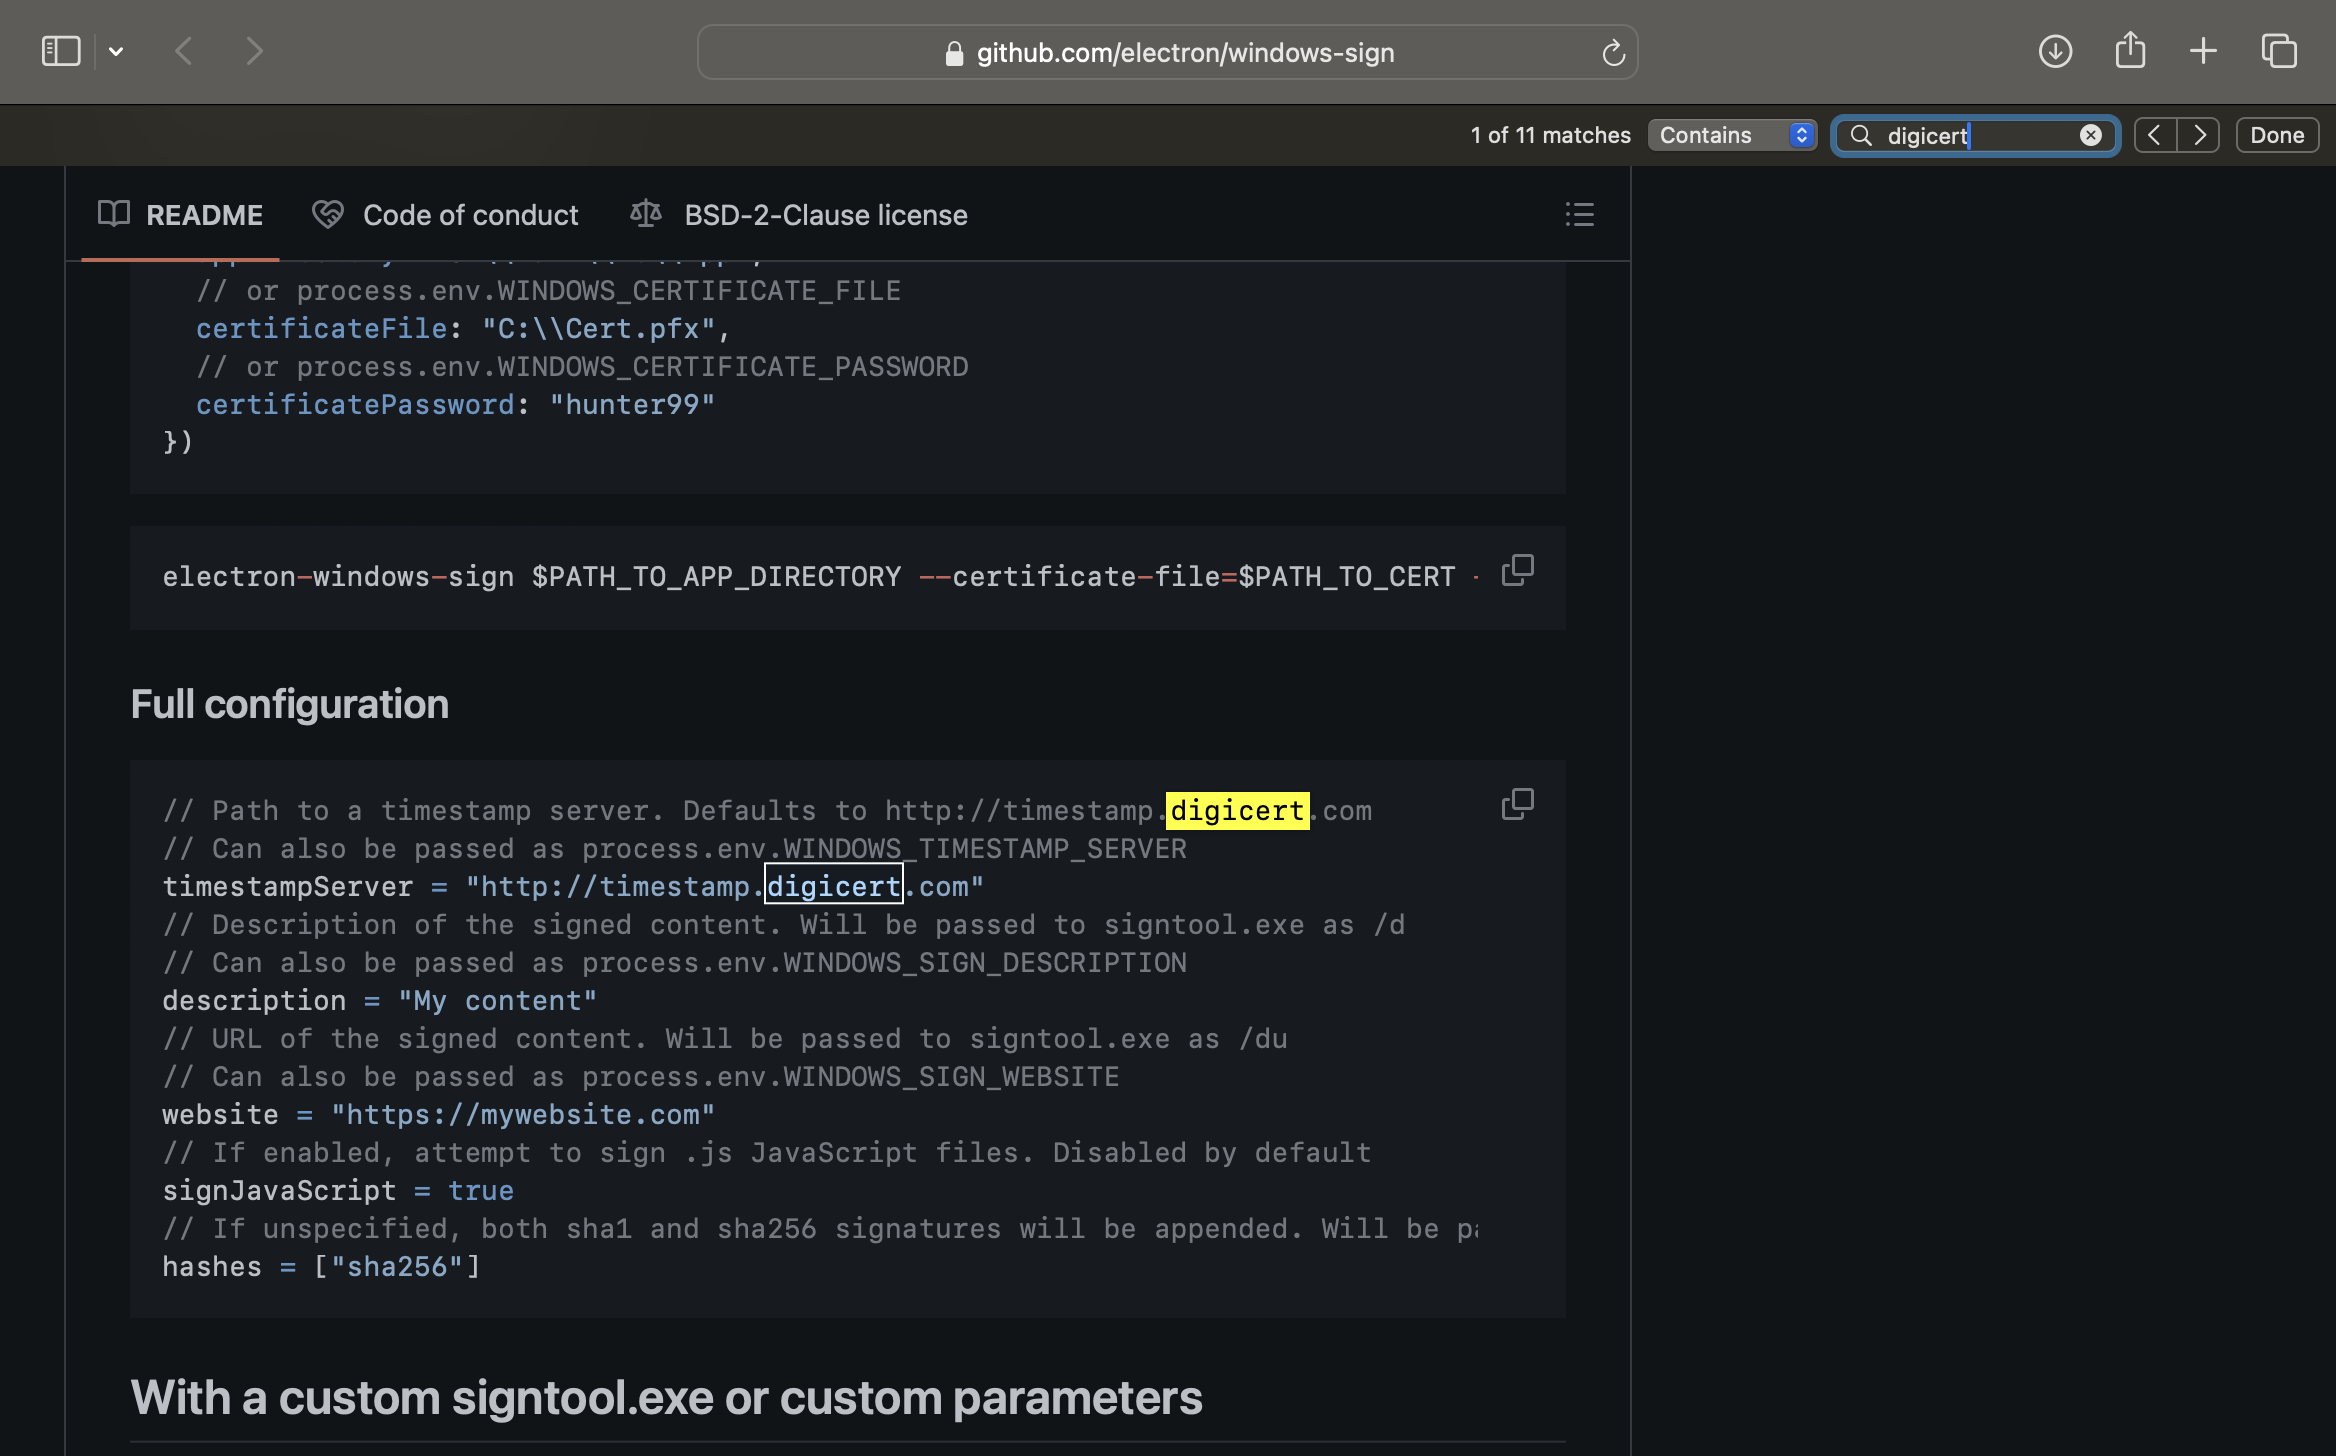 github.com/electron/windows-sign
1 of 11 matches
Contains
digicert
Done
README
Code of conduct
BSD-2-Clause license
// or process.env.WINDOWS_CERTIFICATE_FILE
certificateFile: "C:\\Cert.pfx",
// or process.env.WINDOWS_CERTIFICATE_PASSWORD
certificatePassword: "hunter99"
})
electron-windows-sign $PATH_TO_APP_DIRECTORY --certificate-file=$PATH_TO_CERT -
Full configuration
// Path to a timestamp server. Defaults to http://timestamp.digicert.com
// Can also be passed as process.env.WINDOWS_TIMESTAMP_SERVER
timestampServer = "http://timestamp.digicert.com"
// Description of the signed content. Will be passed to signtool.exe as /d
// Can also be passed as process.env.WINDOWS_SIGN_DESCRIPTION
description = "My content"
// URL of the signed content. Will be passed to signtool.exe as /du
// Can also be passed as process.env.WINDOWS_SIGN_WEBSITE
website = "https://mywebsite.com"
// If enabled, attempt to sign .js JavaScript files. Disabled by default
signJavaScript = true
// If unspecified, both sha1 and sha256 signatures will be appended. Will be
hashes = ["sha256"]
With a custom signtool.exe or custom parameters